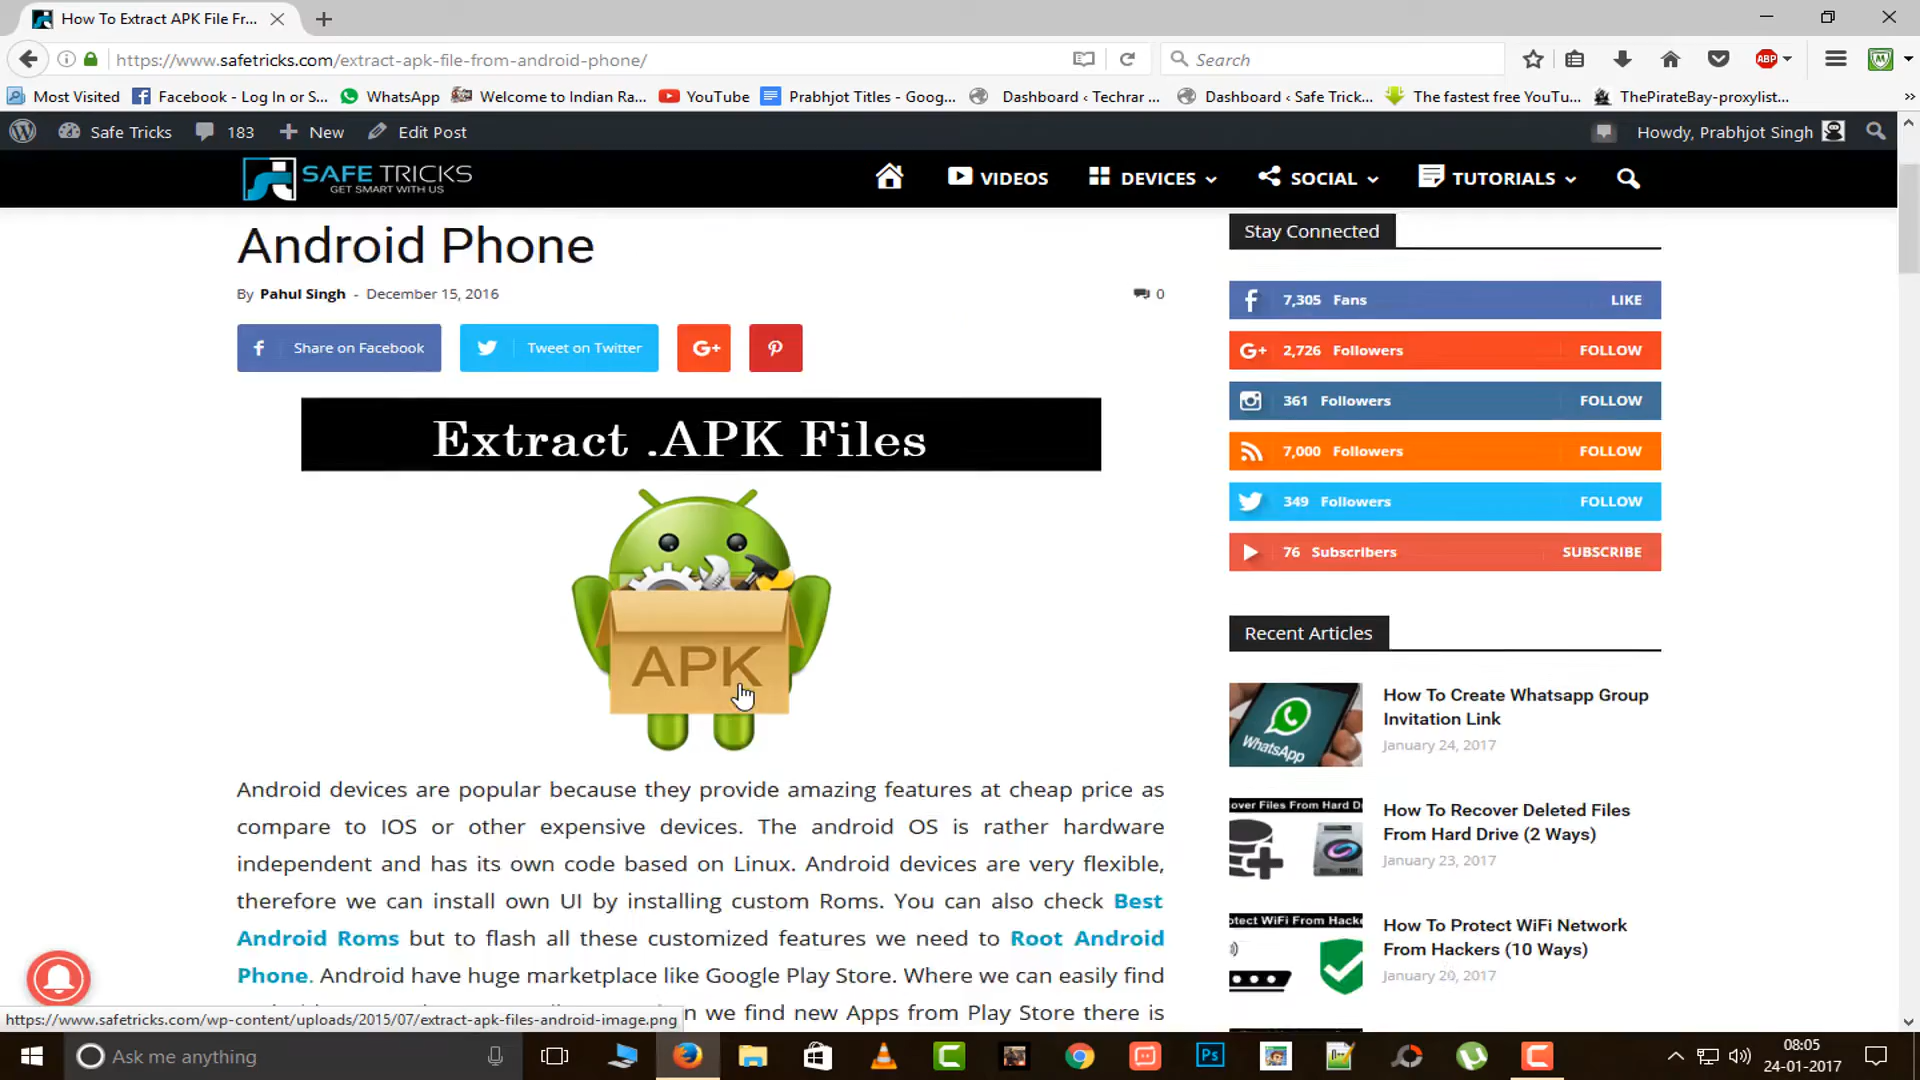 How To Extract APK File Fr...
https://www.safetricks.com/extract-apk-file-from-android-phone/
Search
ABP
Most Visited
Facebook - Log In or S...
WhatsApp
Welcome to Indian Ra...
YouTube
Prabhjot Titles - Goog...
Dashboard ‹ Techrar ...
Dashboard ‹ Safe Trick...
The fastest free YouTu...
ThePirateBay-proxylist...
Safe Tricks
183
New
Edit Post
Howdy, Prabhjot Singh
SAFE TRICKS
GET SMART WITH US
VIDEOS
DEVICES
SOCIAL
TUTORIALS
Android Phone
By Pahul Singh - December 15, 2016
0
Share on Facebook
Tweet on Twitter
G+
Extract .APK Files
APK
Android devices are popular because they provide amazing features at cheap price as
compare to IOS or other expensive devices. The android OS is rather hardware
independent and has its own code based on Linux. Android devices are very flexible,
therefore we can install own UI by installing custom Roms. You can also check Best
Android Roms but to flash all these customized features we need to Root Android
Phone. Android have huge marketplace like Google Play Store. Where we can easily find
n we find new Apps from Play Store there is
https://www.safetricks.com/wp-content/uploads/2015/07/extract-apk-files-android-image.png
Stay Connected
7,305 Fans LIKE
G+ 2,726 Followers FOLLOW
361 Followers FOLLOW
7,000 Followers FOLLOW
349 Followers FOLLOW
76 Subscribers SUBSCRIBE
Recent Articles
WhatsApp
How To Create Whatsapp Group
Invitation Link
January 24, 2017
over Files From Hard D
How To Recover Deleted Files
From Hard Drive (2 Ways)
January 23, 2017
otect WiFi From Hacke
How To Protect WiFi Network
From Hackers (10 Ways)
January 20, 2017
Ask me anything
Ps
08:05
24-01-2017